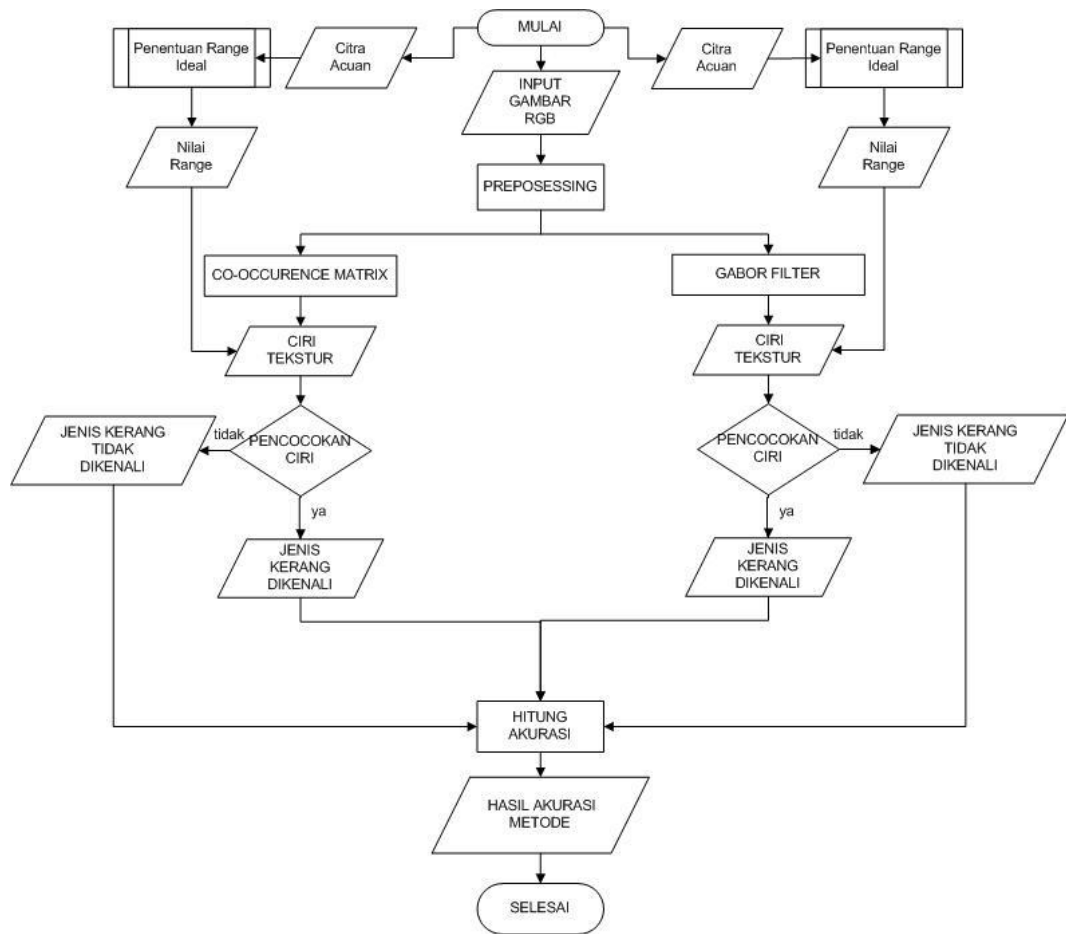 MULAI
Penentuan Range
Ideal
Citra
Acuan
Citra
Acuan
Penentuan Range
Ideal
INPUT
GAMBAR
RGB
Nilai
Range
Nilai
Range
PREPOSESSING
CO-OCCURENCE MATRIX
GABOR FILTER
CIRI
TEKSTUR
CIRI
TEKSTUR
JENIS KERANG
TIDAK
DIKENALI
tidak
PENCOCOKAN
CIRI
PENCOCOKAN
CIRI
tidak
JENIS KERANG
TIDAK
DIKENALI
ya
ya
JENIS
KERANG
DIKENALI
JENIS
KERANG
DIKENALI
HITUNG
AKURASI
HASIL AKURASI
METODE
SELESAI